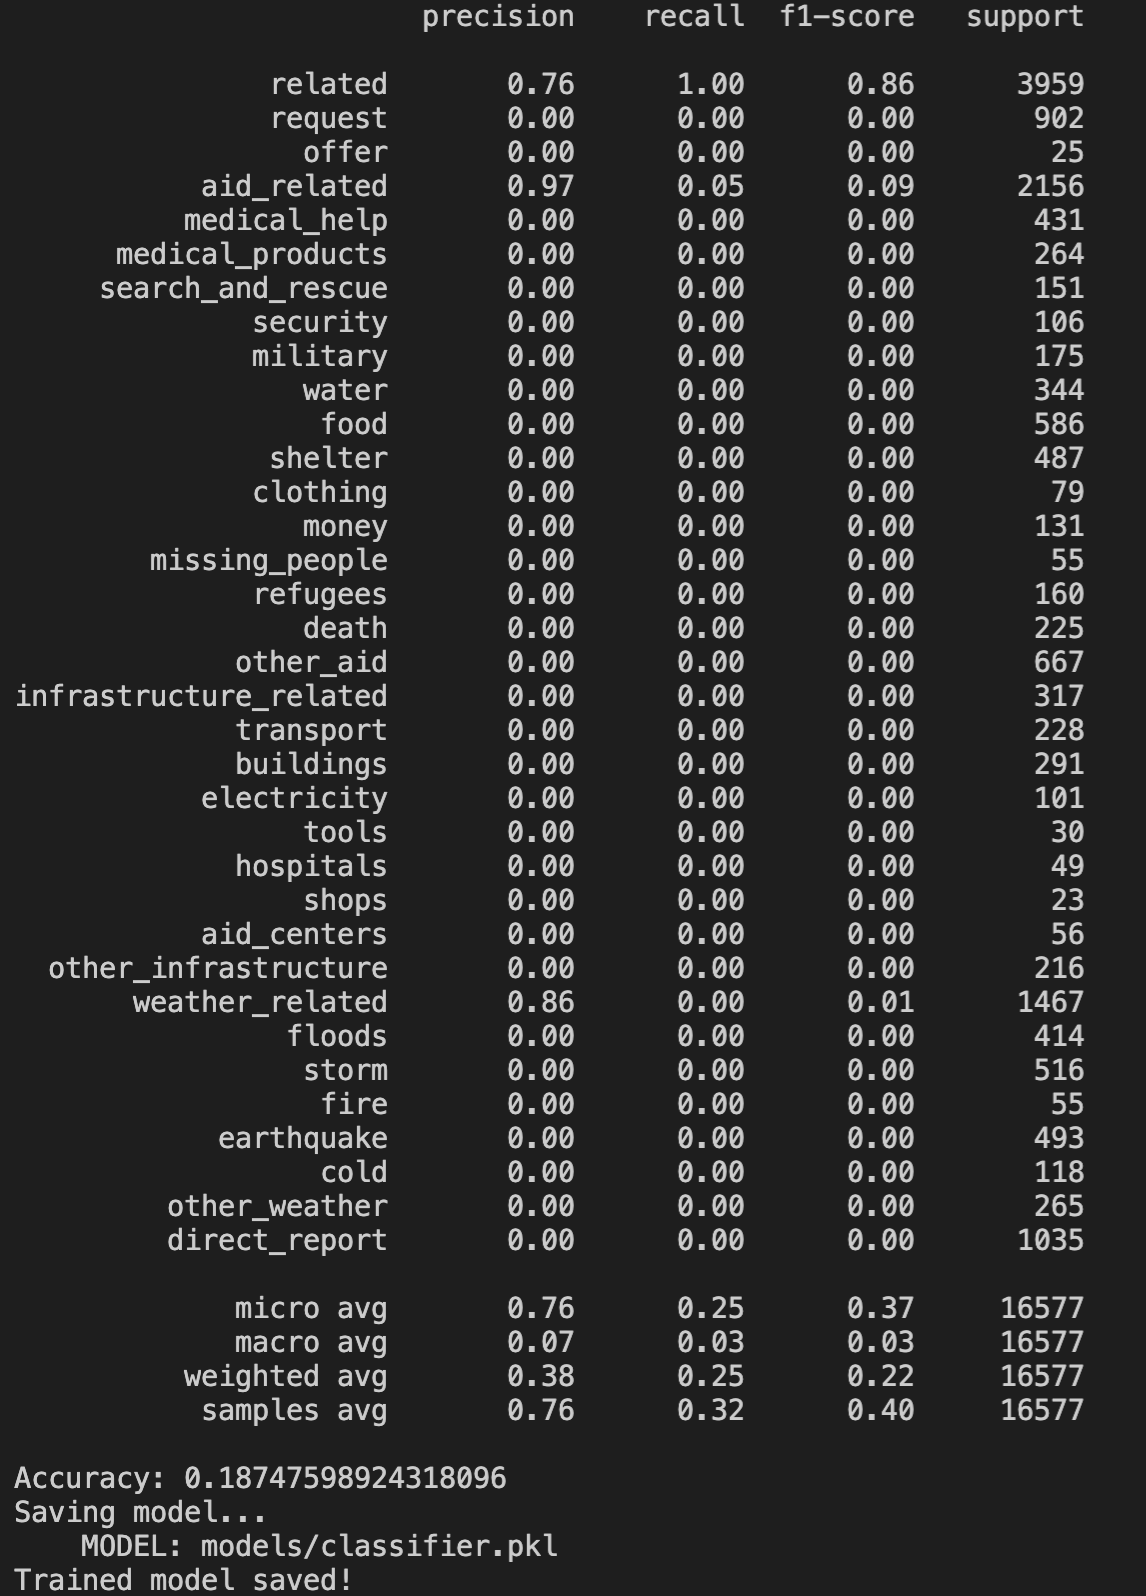 precision recall f1-score support
related 0.76 1.00 0.86 3959
request 0.00 0.00 0.00 902
offer 0.00 0.00 0.00 25
aid_related 0.97 0.05 0.09 2156
medical_help 0.00 0.00 0.00 431
medical_products 0.00 0.00 0.00 264
search_and_rescue 0.00 0.00 0.00 151
security 0.00 0.00 0.00 106
military 0.00 0.00 0.00 175
water 0.00 0.00 0.00 344
food 0.00 0.00 0.00 586
shelter 0.00 0.00 0.00 487
clothing 0.00 0.00 0.00 79
money 0.00 0.00 0.00 131
missing_people 0.00 0.00 0.00 55
refugees 0.00 0.00 0.00 160
death 0.00 0.00 0.00 225
other_aid 0.00 0.00 0.00 667
infrastructure_related 0.00 0.00 0.00 317
transport 0.00 0.00 0.00 228
buildings 0.00 0.00 0.00 291
electricity 0.00 0.00 0.00 101
tools 0.00 0.00 0.00 30
hospitals 0.00 0.00 0.00 49
shops 0.00 0.00 0.00 23
aid_centers 0.00 0.00 0.00 56
other_infrastructure 0.00 0.00 0.00 216
weather_related 0.86 0.00 0.01 1467
floods 0.00 0.00 0.00 414
storm 0.00 0.00 0.00 516
fire 0.00 0.00 0.00 55
earthquake 0.00 0.00 0.00 493
cold 0.00 0.00 0.00 118
other_weather 0.00 0.00 0.00 265
direct_report 0.00 0.00 0.00 1035
micro avg 0.76 0.25 0.37 16577
macro avg 0.07 0.03 0.03 16577
weighted avg 0.38 0.25 0.22 16577
samples avg 0.76 0.32 0.40 16577
Accuracy: 0.18747598924318096
Saving model...
MODEL: models/classifier.pkl
Trained model saved!